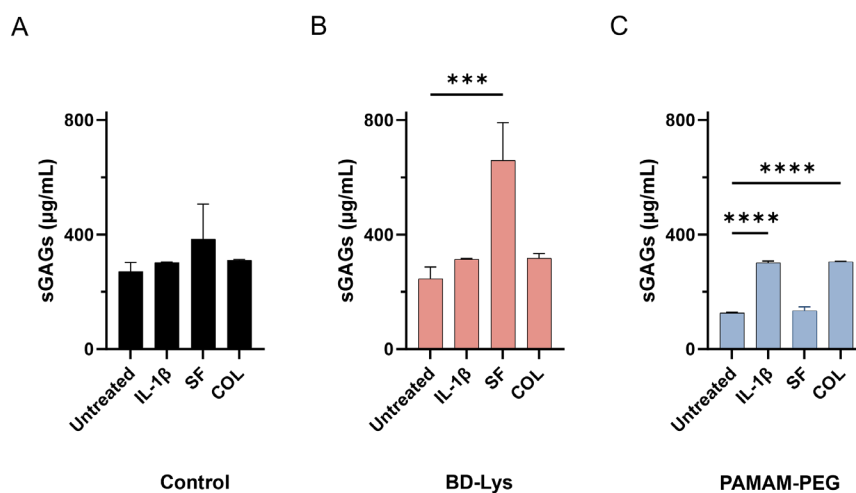 A
B
C
***
****
****
800
400
0
sGAGs (µg/mL)
Untreated
IL-1β
SF
COL
Control
800
400
0
sGAGs (µg/mL)
Untreated
IL-1β
SF
COL
BD-Lys
800
400
0
sGAGs (µg/mL)
Untreated
IL-1β
SF
COL
PAMAM-PEG